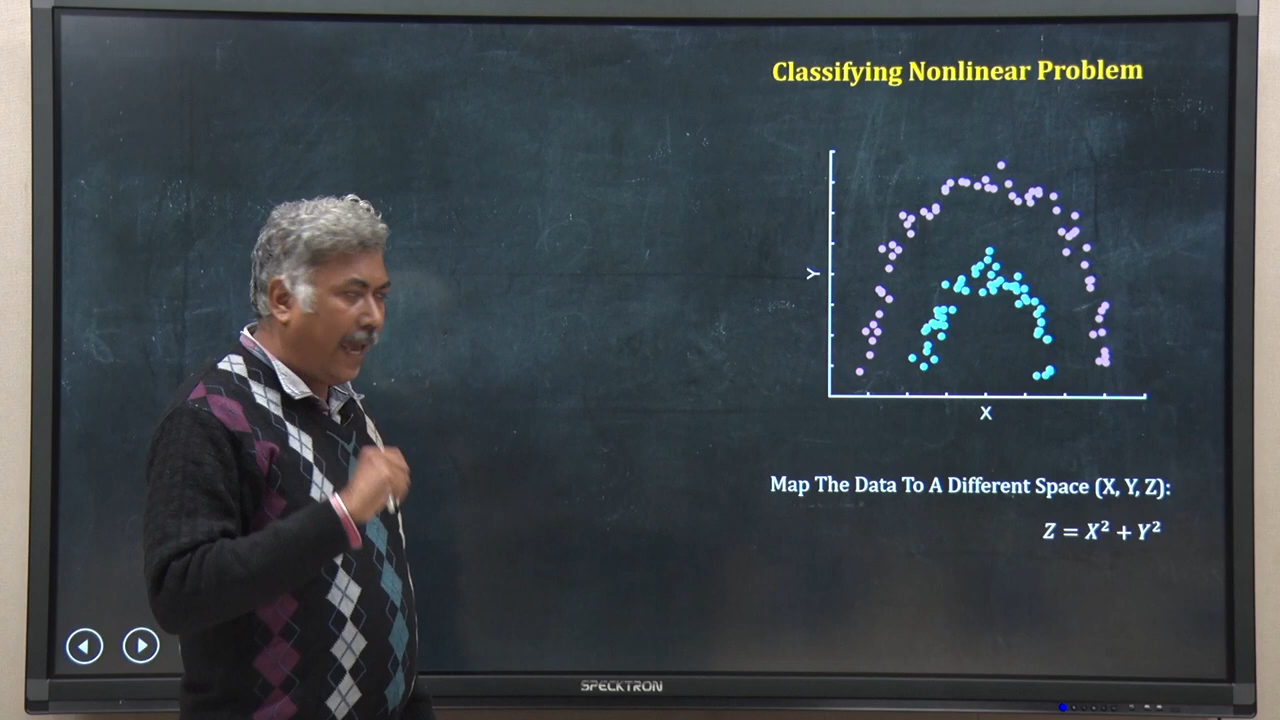 Classifying Nonlinear Problem
Y
X
Map The Data To A Different Space (X, Y, Z):
Z = X² + Y²
SPECKTRON